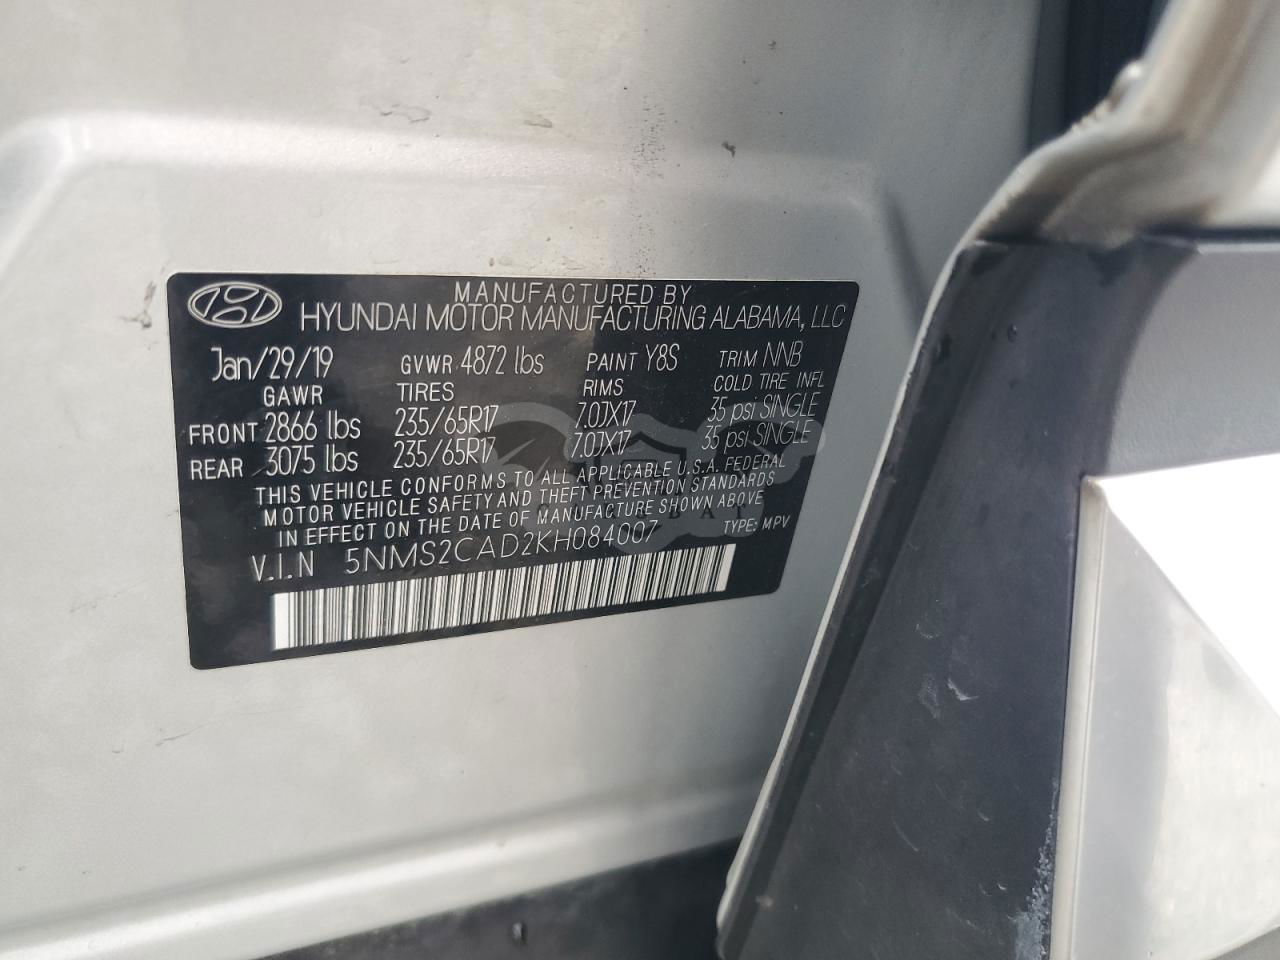 MANUFACTURED BY
HYUNDAI MOTOR MANUFACTURING ALABAMA, LLC
Jan/29/19 GVWR 4872 lbs PAINT Y8S TRIM NNB
GAWR TIRES RIMS COLD TIRE INFL
FRONT 2866 lbs 235/65R17 7.0JX17 35 psi SINGLE
REAR 3075 lbs 235/65R17 7.0JX17 35 psi SINGLE
THIS VEHICLE CONFORMS TO ALL APPLICABLE U.S.A. FEDERAL
MOTOR VEHICLE SAFETY AND THEFT PREVENTION STANDARDS
IN EFFECT ON THE DATE OF MANUFACTURE SHOWN ABOVE
V.I.N 5NMS2CAD2KH084007 TYPE: MPV